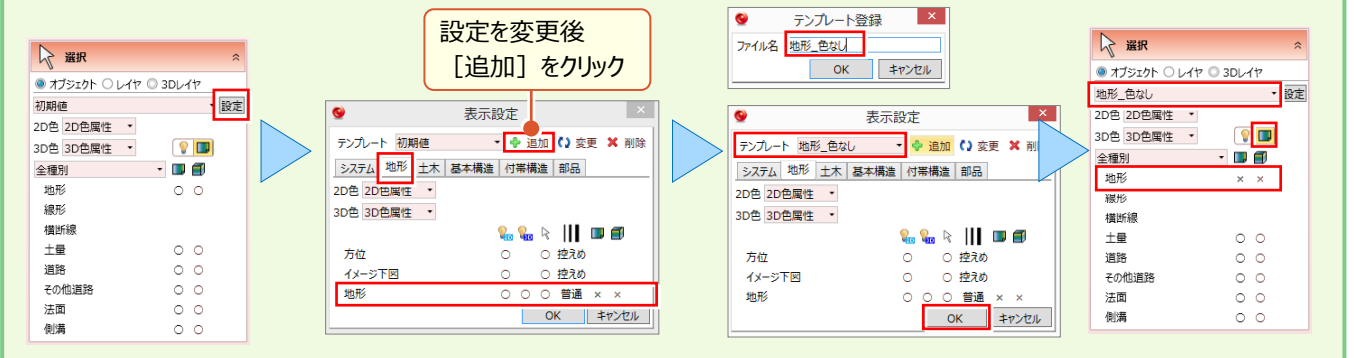 選択
オブジェクト レイヤ 3Dレイヤ
初期値 設定
2D色 2D色属性
3D色 3D色属性
全種別
地形 ○ ○
線形
横断線
土量 ○ ○
道路 ○ ○
その他道路 ○ ○
法面 ○ ○
側溝 ○ ○
設定を変更後
［追加］をクリック
表示設定
テンプレート 初期値 追加 変更 削除
システム 地形 土木 基本構造 付帯構造 部品
2D色 2D色属性
3D色 3D色属性
方位 ○ ○ 控えめ
イメージ下図 ○ ○ 控えめ
地形 ○ ○ ○ 普通 × ×
OK キャンセル
テンプレート登録
ファイル名 地形_色なし
OK キャンセル
表示設定
テンプレート 地形_色なし 追加 変更 削
システム 地形 土木 基本構造 付帯構造 部品
2D色 2D色属性
3D色 3D色属性
方位 ○ ○ 控えめ
イメージ下図 ○ ○ 控えめ
地形 ○ ○ ○ 普通 × ×
OK キャンセル
選択
オブジェクト レイヤ 3Dレイヤ
地形_色なし 設定
2D色 2D色属性
3D色 3D色属性
全種別
地形 × ×
線形
横断線
土量 ○ ○
道路 ○ ○
その他道路 ○ ○
法面 ○ ○
側溝 ○ ○